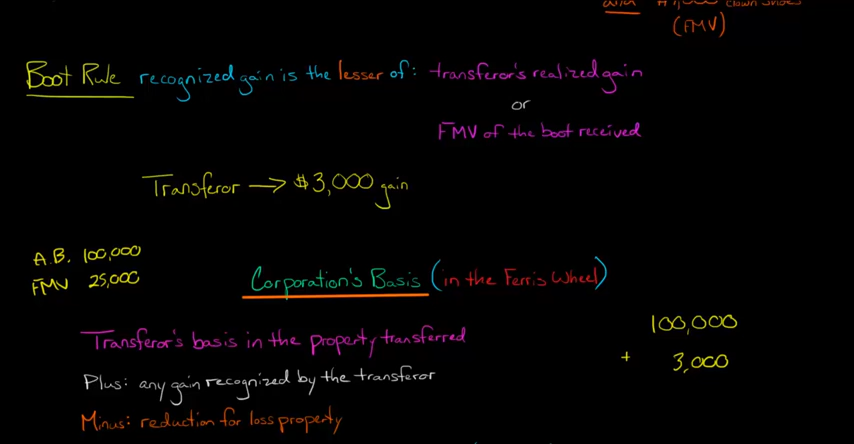 clown shoes
(FMV)
Boot Rule recognized gain is the lesser of: transferor's realized gain
or
FMV of the boot received
Transferor → $3,000 gain
A.B. 100,000
FMV 25,000
Corporation's Basis (in the Ferris Wheel)
100,000
Transferor's basis in the property transferred
+ 3,000
Plus: any gain recognized by the transferor
Minus: reduction for loss property